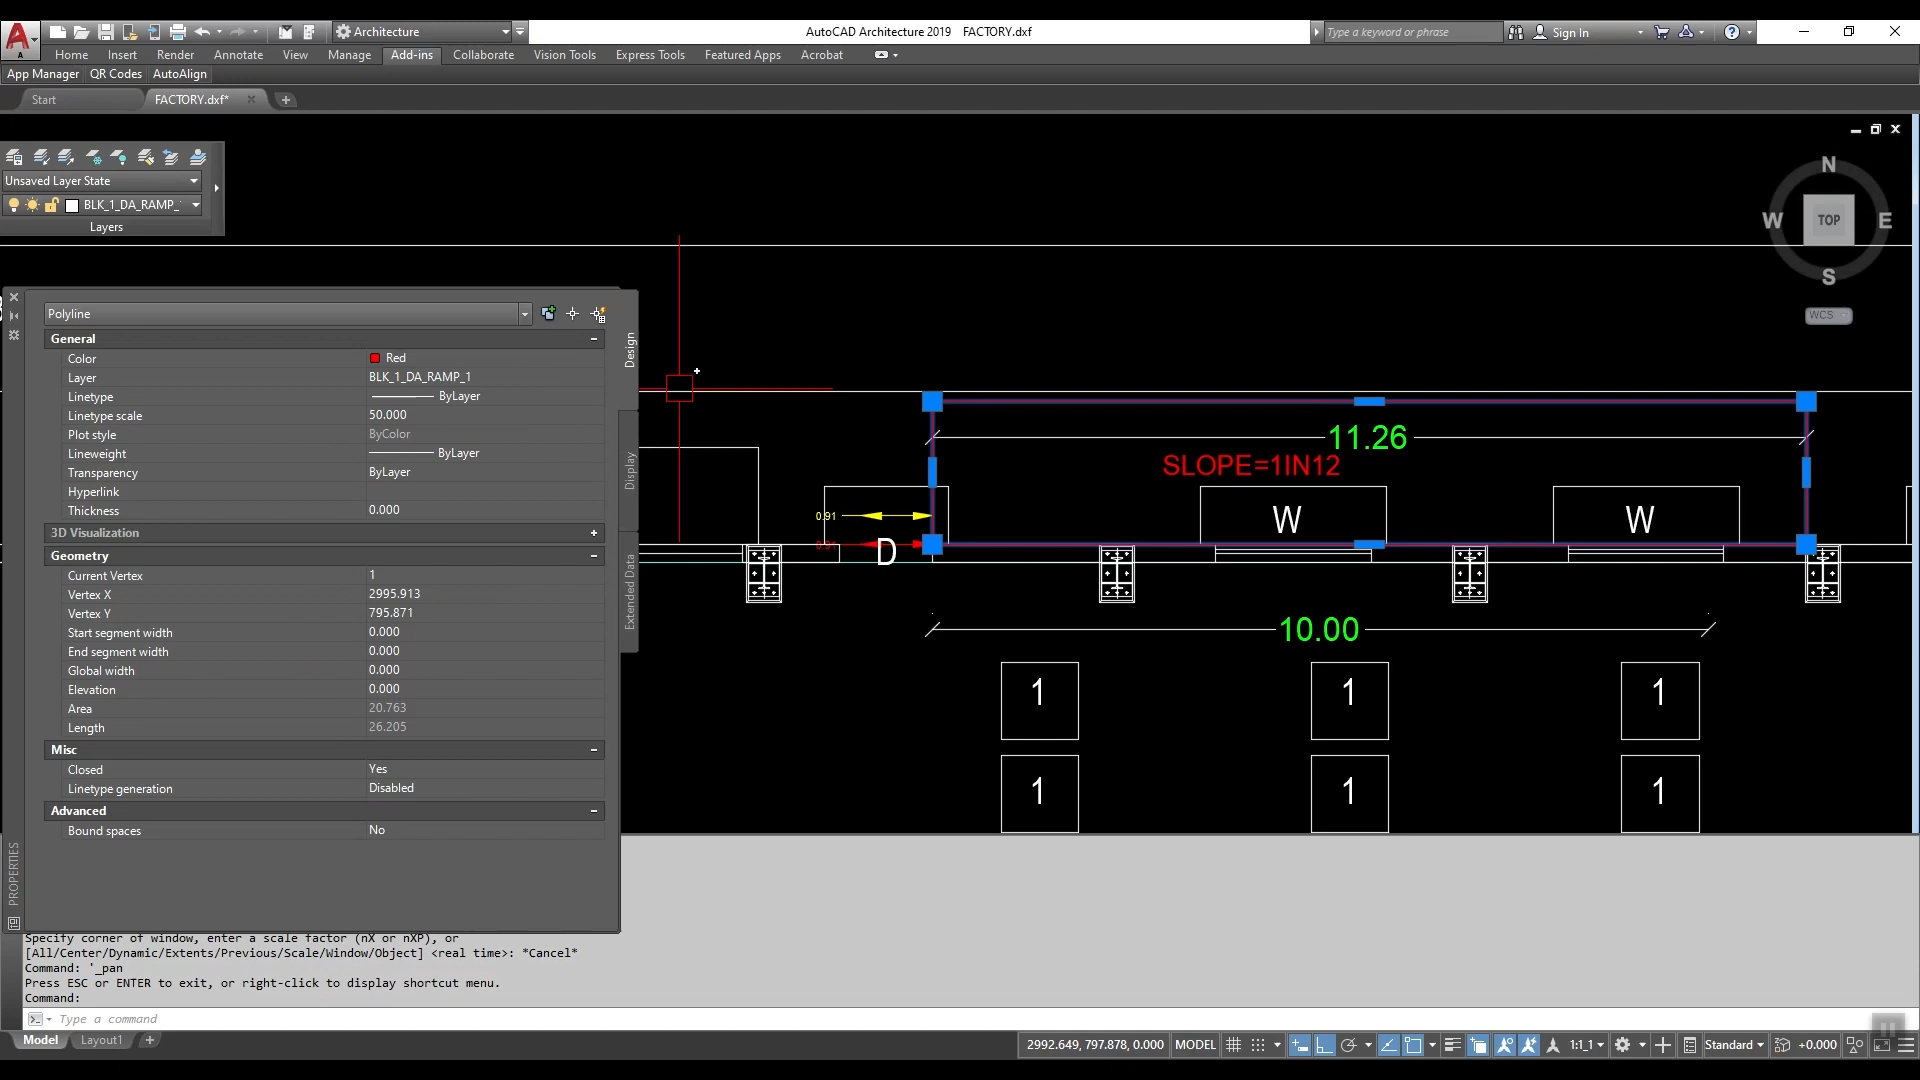 Architecture
AutoCAD Architecture 2019 FACTORY.dxf
Type a keyword or phrase
Sign In
Home Insert Render Annotate View Manage Add-ins Collaborate Vision Tools Express Tools Featured Apps Acrobat
App Manager QR Codes AutoAlign
Start FACTORY.dxf*
Unsaved Layer State
BLK_1_DA_RAMP_
Layers
N
W TOP E
S
WCS
Polyline
General
Color Red
Layer BLK_1_DA_RAMP_1
Linetype ByLayer
Linetype scale 50.000
Plot style ByColor
Lineweight ByLayer
Transparency ByLayer
Hyperlink
Thickness 0.000
3D Visualization
Geometry
Current Vertex 1
Vertex X 2995.913
Vertex Y 795.871
Start segment width 0.000
End segment width 0.000
Global width 0.000
Elevation 0.000
Area 20.763
Length 26.205
Misc
Closed Yes
Linetype generation Disabled
Advanced
Bound spaces No
Design
Display
Extended Data
PROPERTIES
11.26
SLOPE=1IN12
W W
0.91
0.91
D
10.00
1 1 1
1 1 1
Specify corner of window, enter a scale factor (nX or nXP), or
[All/Center/Dynamic/Extents/Previous/Scale/Window/Object] <real time>: *Cancel*
Command: '_pan
Press ESC or ENTER to exit, or right-click to display shortcut menu.
Command:
Type a command
Model Layout1
2992.649, 797.878, 0.000 MODEL 1:1_1 Standard +0.000